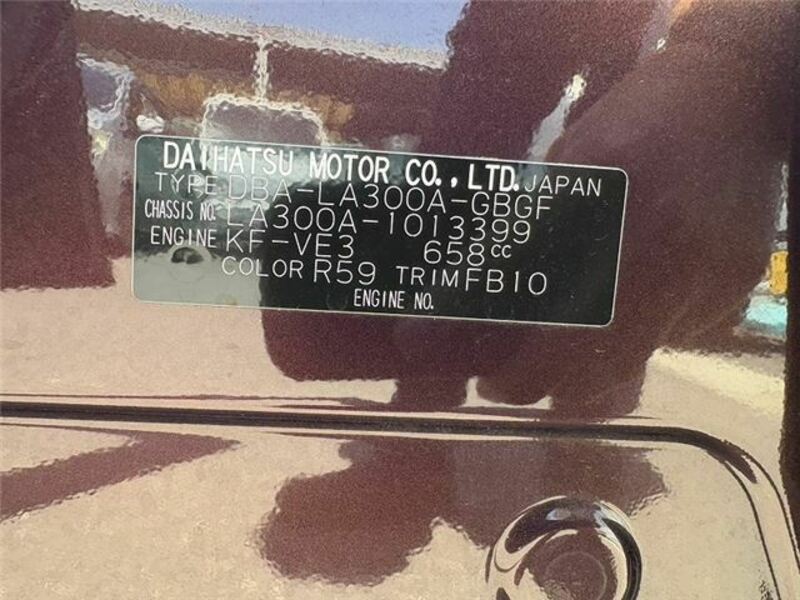 DAIHATSU MOTOR CO., LTD. JAPAN
TYPE DBA-LA300A-GBGF
CHASSIS NO. LA300A-1013399
ENGINE KF-VE3 658cc
COLOR R59 TRIM FB10
ENGINE NO.